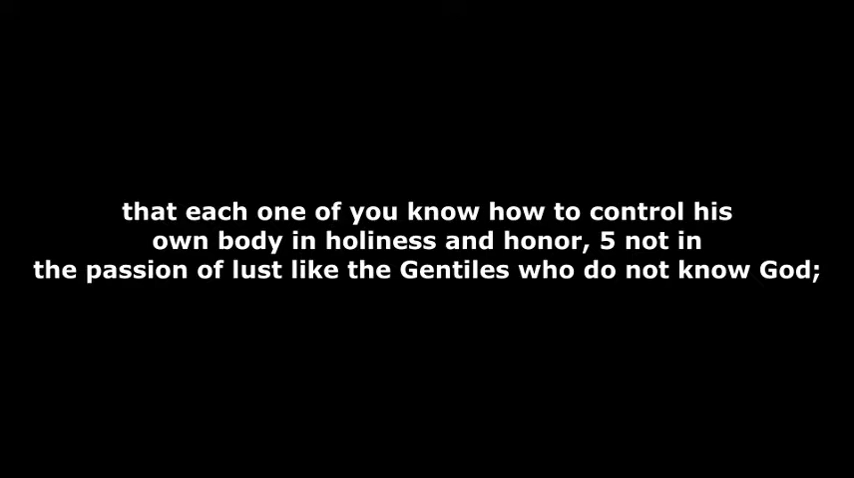 that each one of you know how to control his
own body in holiness and honor, 5 not in
the passion of lust like the Gentiles who do not know God;